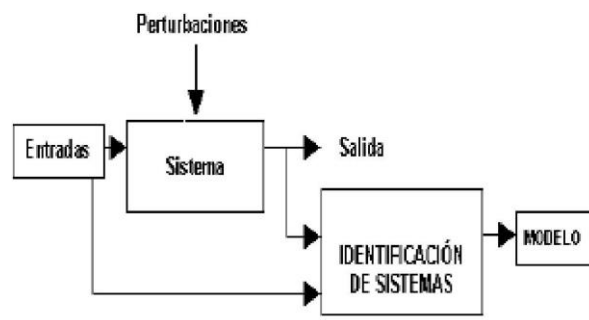 Perturbaciones
Entradas
Sistema
Salida
IDENTIFICACIÓN
DE SISTEMAS
MODELO